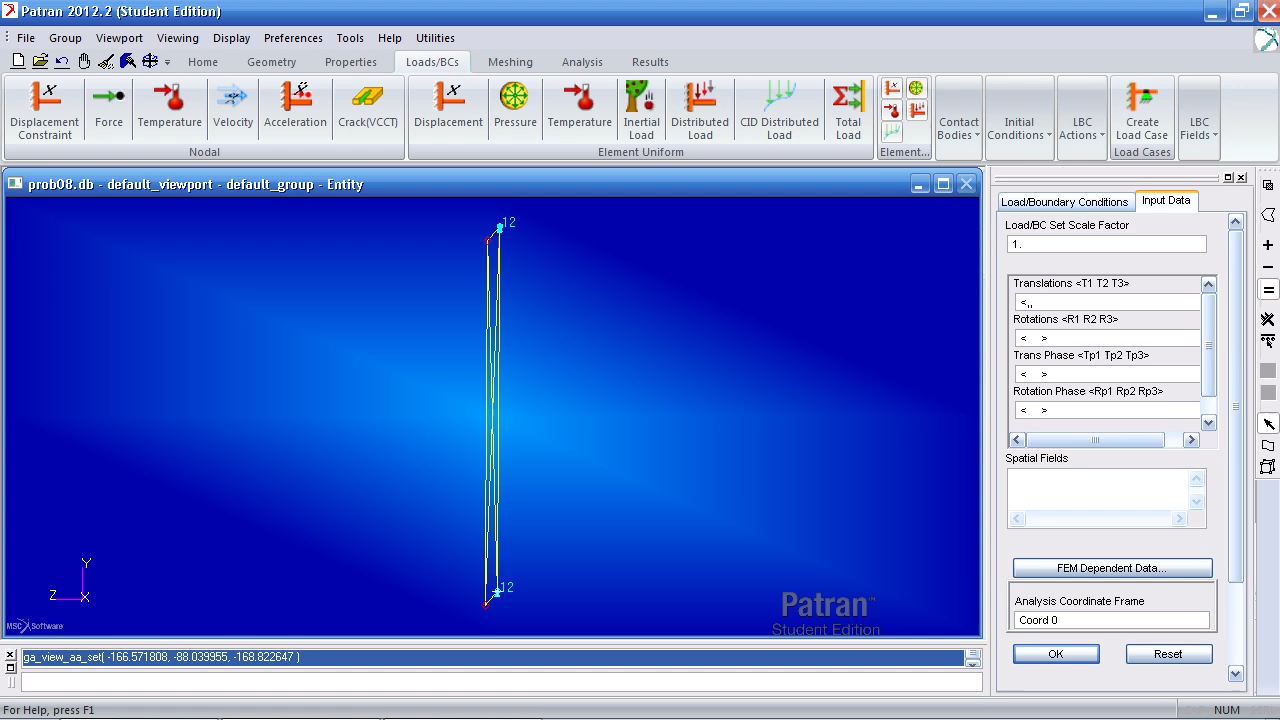 Patran 2012.2 (Student Edition)
File Group Viewport Viewing Display Preferences Tools Help Utilities
Home Geometry Properties Loads/BCs Meshing Analysis Results
Displacement Constraint
Force
Temperature
Velocity
Acceleration
Crack(VCCT)
Displacement
Pressure
Temperature
Inertial Load
Distributed Load
CID Distributed Load
Total Load
Contact Bodies
Initial Conditions
LBC Actions
Create Load Case
LBC Fields
Nodal
Element Uniform
Element...
Load Cases
prob08.db - default_viewport - default_group - Entity
12
12
Y
Z X
MSC Software
Patran™
Student Edition
Load/Boundary Conditions Input Data
Load/BC Set Scale Factor
1.
Translations <T1 T2 T3>
<,,
Rotations <R1 R2 R3>
< >
Trans Phase <Tp1 Tp2 Tp3>
< >
Rotation Phase <Rp1 Rp2 Rp3>
< >
Spatial Fields
FEM Dependent Data...
Analysis Coordinate Frame
Coord 0
OK Reset
ga_view_aa_set( -166.571808, -88.039955, -168.822647 )
For Help, press F1
NUM